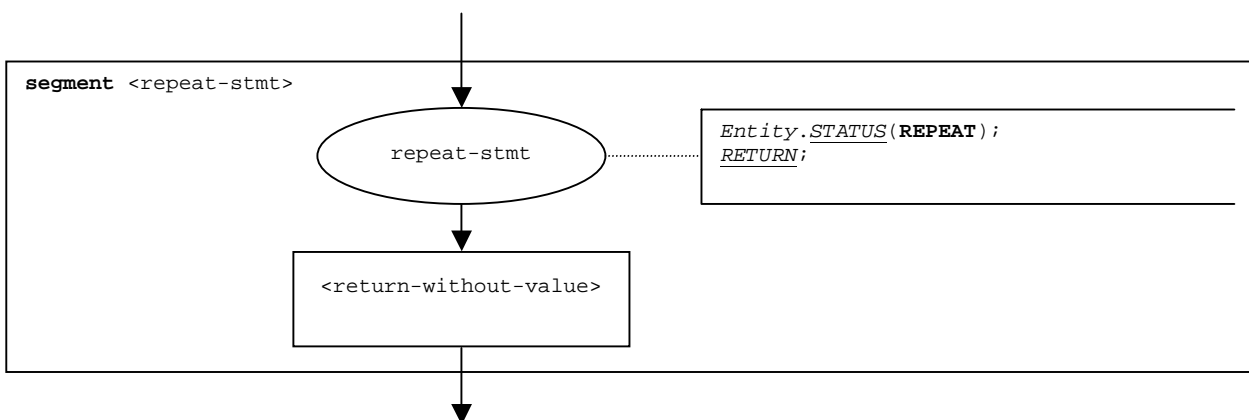 segment <repeat-stmt>
repeat-stmt
Entity.STATUS(REPEAT);
RETURN;
<return-without-value>